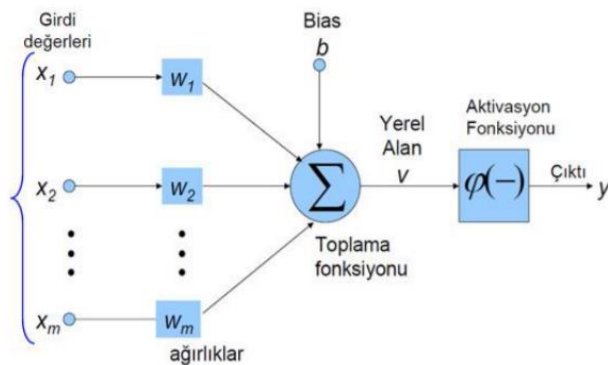 Girdi
değerleri
x1
w1
Bias
b
x2
w2
∑
Toplama
fonksiyonu
Yerel
Alan
v
Aktivasyon
Fonksiyonu
φ(−)
Çıktı
y
xm
wm
ağırlıklar